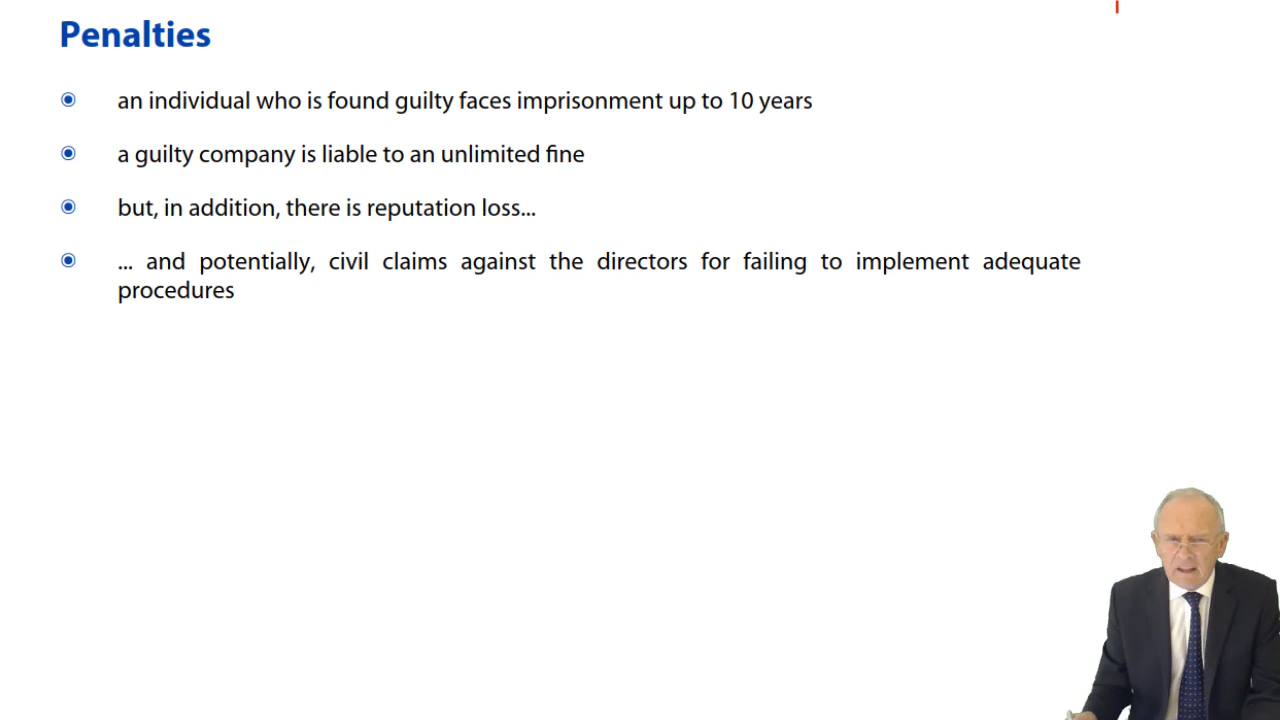 Penalties
an individual who is found guilty faces imprisonment up to 10 years
a guilty company is liable to an unlimited fine
but, in addition, there is reputation loss...
... and potentially, civil claims against the directors for failing to implement adequate
procedures